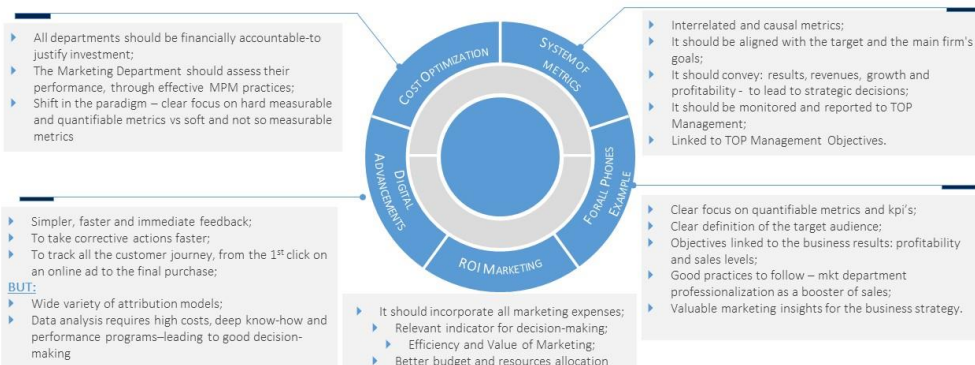 All departments should be financially accountable-to
justify investment;
The Marketing Department should assess their
performance, through effective MPM practices;
Shift in the paradigm – clear focus on hard measurable
and quantifiable metrics vs soft and not so measurable
metrics
COST OPTIMIZATION
SYSTEM OF
METRICS
Interrelated and causal metrics;
It should be aligned with the target and the main firm's
goals;
It should convey: results, revenues, growth and
profitability - to lead to strategic decisions;
It should be monitored and reported to TOP
Management;
Linked to TOP Management Objectives.
DIGITAL
ADVANCEMENTS
FORALL PHONES
EXAMPLE
ROI MARKETING
Simpler, faster and immediate feedback;
To take corrective actions faster;
To track all the customer journey, from the 1st click on
an online ad to the final purchase;
BUT:
Wide variety of attribution models;
Data analysis requires high costs, deep know-how and
performance programs–leading to good decision-
making
It should incorporate all marketing expenses;
Relevant indicator for decision-making;
Efficiency and Value of Marketing;
Better budget and resources allocation
Clear focus on quantifiable metrics and kpi's;
Clear definition of the target audience;
Objectives linked to the business results: profitability
and sales levels;
Good practices to follow – mkt department
professionalization as a booster of sales;
Valuable marketing insights for the business strategy.